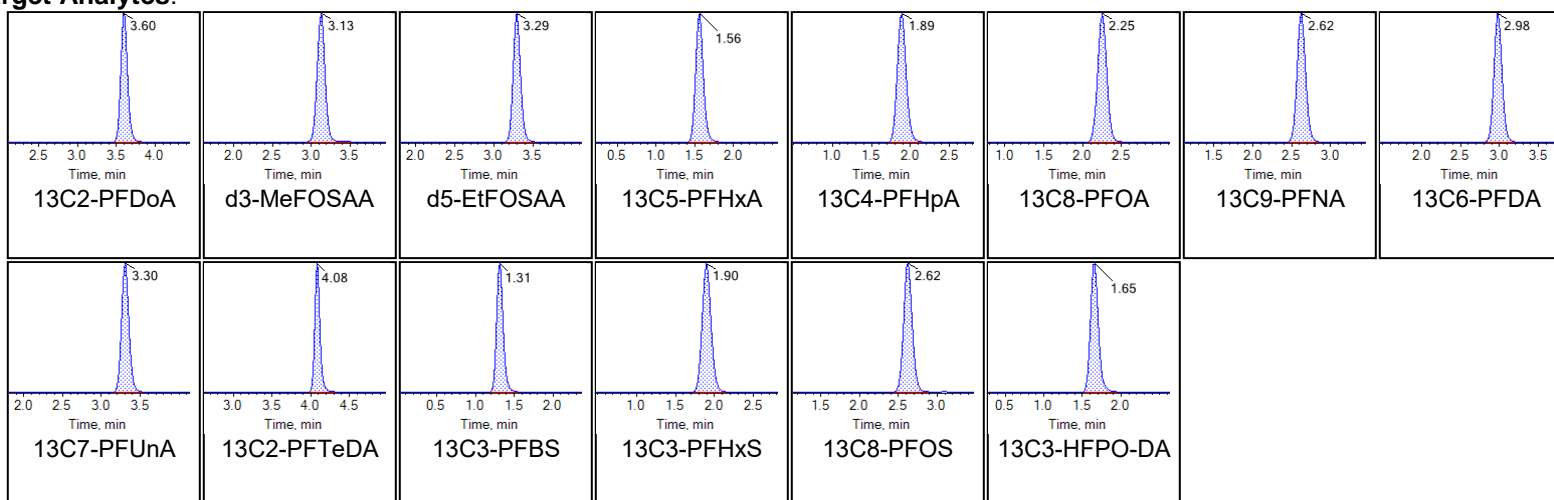 rget Analytes:
3.60 3.13 3.29 1.56 1.89 2.25 2.62 2.98
2.5 3.0 3.5 4.0 2.0 2.5 3.0 3.5 2.0 2.5 3.0 3.5 0.5 1.0 1.5 2.0 1.0 1.5 2.0 2.5 1.0 1.5 2.0 2.5 1.5 2.0 2.5 3.0 2.0 2.5 3.0 3.5
Time, min Time, min Time, min Time, min Time, min Time, min Time, min Time, min
13C2-PFDoA d3-MeFOSAA d5-EtFOSAA 13C5-PFHxA 13C4-PFHpA 13C8-PFOA 13C9-PFNA 13C6-PFDA
3.30 4.08 1.31 1.90 2.62 1.65
2.0 2.5 3.0 3.5 3.0 3.5 4.0 4.5 0.5 1.0 1.5 2.0 1.0 1.5 2.0 2.5 1.5 2.0 2.5 3.0 0.5 1.0 1.5 2.0
Time, min Time, min Time, min Time, min Time, min Time, min
13C7-PFUnA 13C2-PFTeDA 13C3-PFBS 13C3-PFHxS 13C8-PFOS 13C3-HFPO-DA